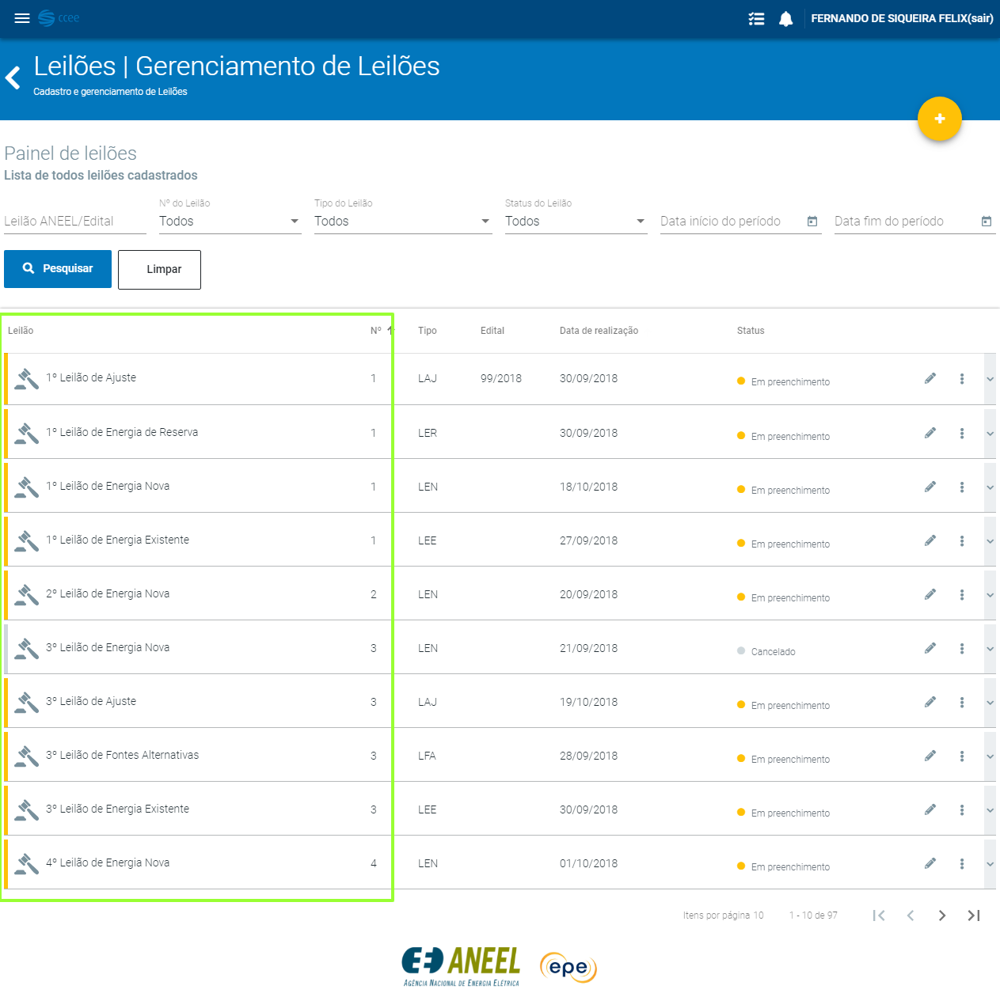 ccee
FERNANDO DE SIQUEIRA FELIX(sair)
Leilões | Gerenciamento de Leilões
Cadastro e gerenciamento de Leilões
Painel de leilões
Lista de todos leilões cadastrados
Leilão ANEEL/Edital
Nº do Leilão
Todos
Tipo do Leilão
Todos
Status do Leilão
Todos
Data início do período
Data fim do período
Pesquisar
Limpar
Leilão Nº Tipo Edital Data de realização Status
1º Leilão de Ajuste 1 LAJ 99/2018 30/09/2018 Em preenchimento
1º Leilão de Energia de Reserva 1 LER 30/09/2018 Em preenchimento
1º Leilão de Energia Nova 1 LEN 18/10/2018 Em preenchimento
1º Leilão de Energia Existente 1 LEE 27/09/2018 Em preenchimento
2º Leilão de Energia Nova 2 LEN 20/09/2018 Em preenchimento
3º Leilão de Energia Nova 3 LEN 21/09/2018 Cancelado
3º Leilão de Ajuste 3 LAJ 19/10/2018 Em preenchimento
3º Leilão de Fontes Alternativas 3 LFA 28/09/2018 Em preenchimento
3º Leilão de Energia Existente 3 LEE 30/09/2018 Em preenchimento
4º Leilão de Energia Nova 4 LEN 01/10/2018 Em preenchimento
Itens por página 10 1 - 10 de 97
ANEEL
AGÊNCIA NACIONAL DE ENERGIA ELÉTRICA
epe